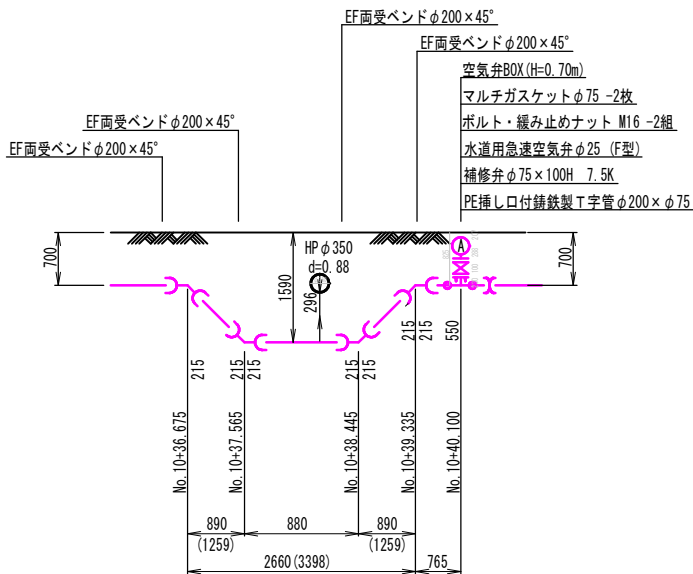 EF両受ベンドφ200×45°
EF両受ベンドφ200×45°
空気弁BOX(H=0.70m)
マルチガスケットφ75 -2枚
EF両受ベンドφ200×45°
ボルト・緩み止めナット M16 -2組
EF両受ベンドφ200×45°
水道用急速空気弁φ25 (F型)
補修弁φ75×100H 7.5K
PE挿し口付鋳鉄製T字管φ200×φ75
700
HPφ350
d=0.88
1590
296
A
700
215
215
215
215
215
215
215
550
No.10+36.675
No.10+37.565
No.10+38.445
No.10+39.335
No.10+40.100
890
880
890
(1259)
(1259)
2660(3398)
765